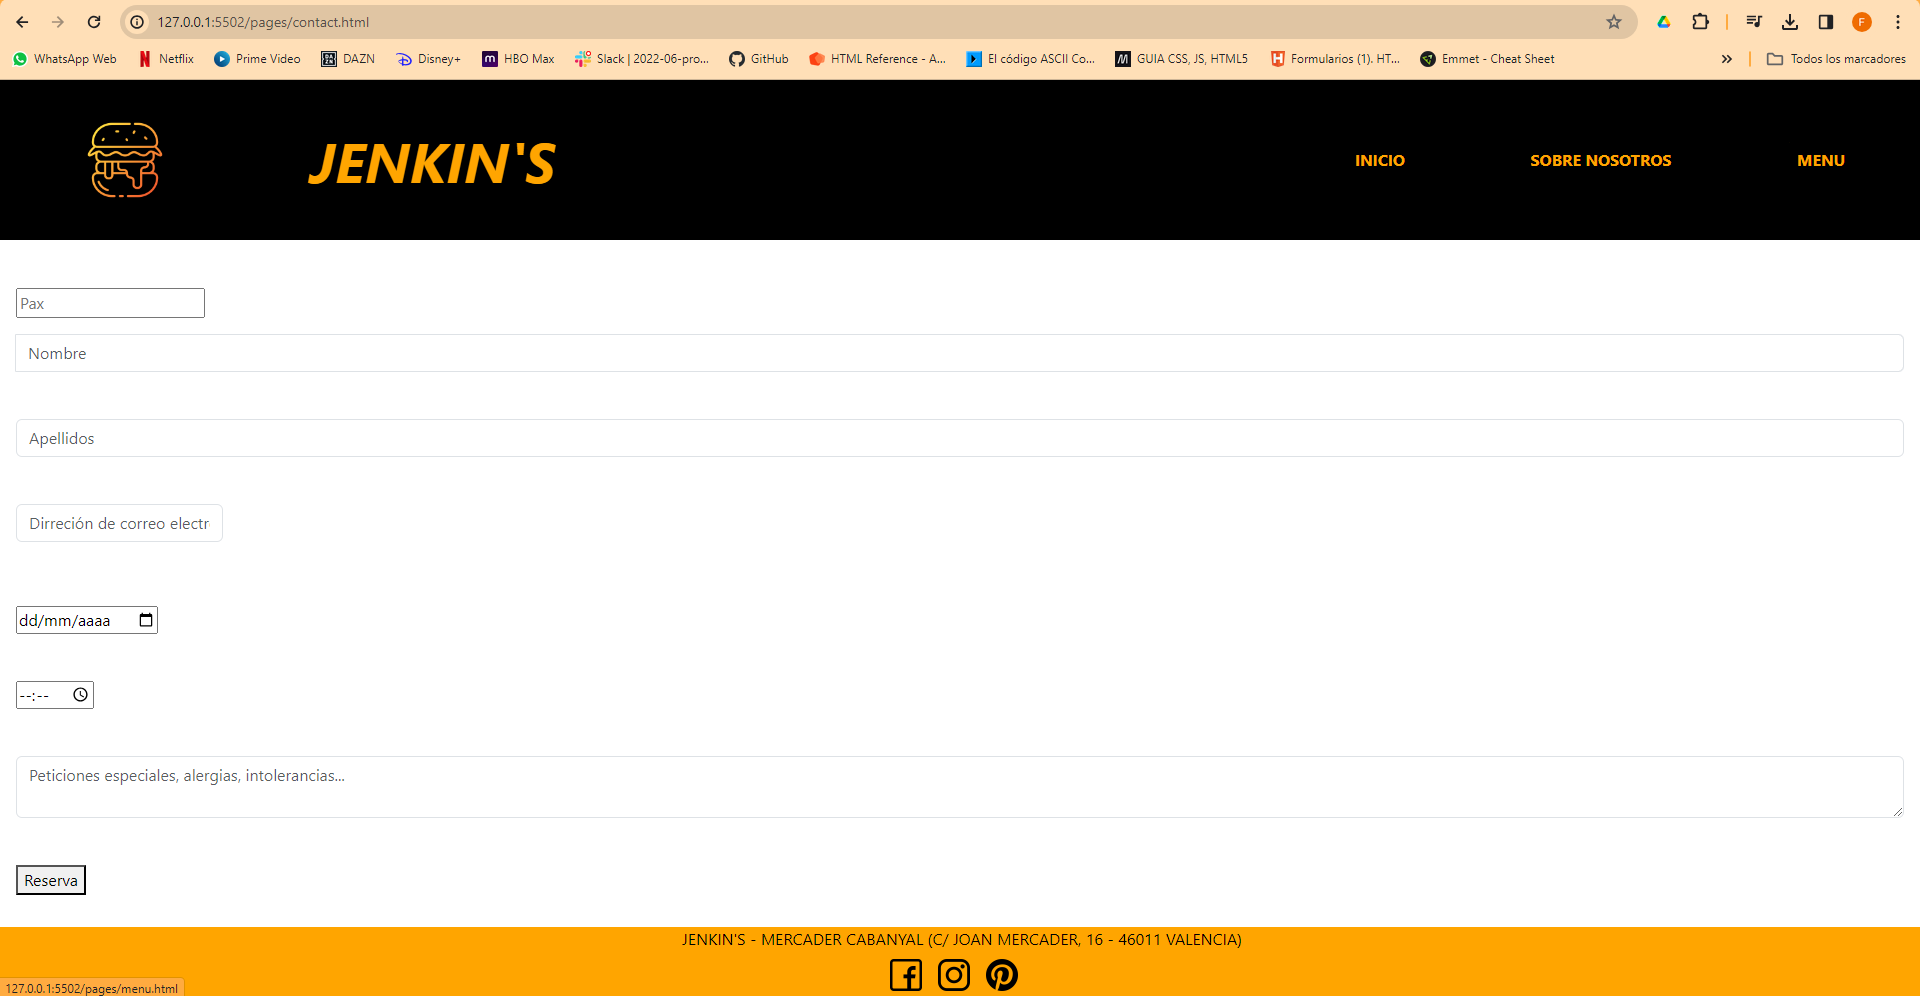 127.0.0.1:5502/pages/contact.html
F
WhatsApp Web
Netflix
Prime Video
DAZN
Disney+
HBO Max
Slack | 2022-06-pro...
GitHub
HTML Reference - A...
El código ASCII Co...
GUIA CSS, JS, HTML5
Formularios (1). HT...
Emmet - Cheat Sheet
»
Todos los marcadores
JENKIN'S
INICIO
SOBRE NOSOTROS
MENU
Pax
Nombre
Apellidos
Dirreción de correo electr
dd/mm/aaaa
--:--
Peticiones especiales, alergias, intolerancias...
Reserva
JENKIN'S - MERCADER CABANYAL (C/ JOAN MERCADER, 16 - 46011 VALENCIA)
127.0.0.1:5502/pages/menu.html